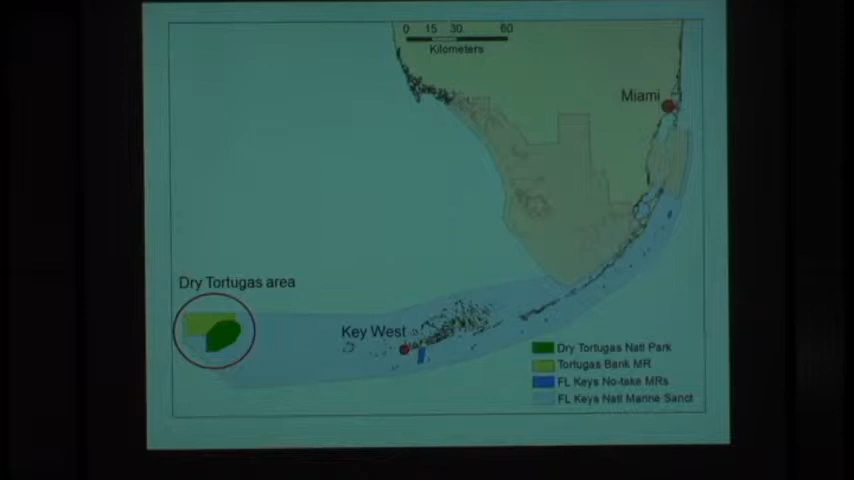 0 15 30 60
Kilometers
Miami
Dry Tortugas area
Key West
Dry Tortugas Natl Park
Tortugas Bank MR
FL Keys No-take MRs
FL Keys Natl Marine Sanct